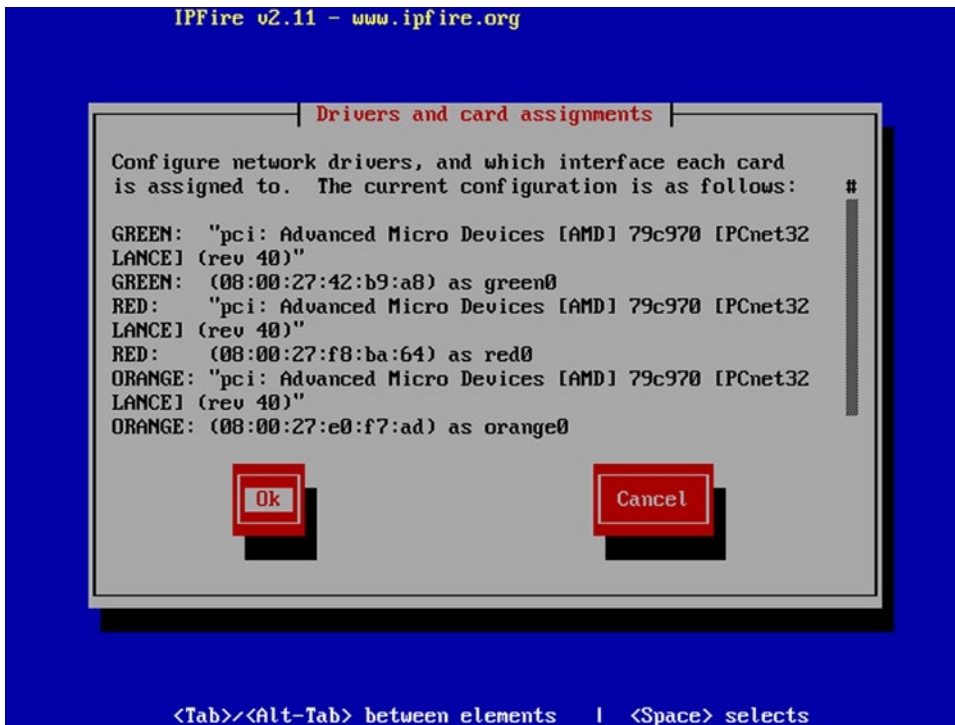 IPFire v2.11 - www.ipfire.org
Drivers and card assignments
Configure network drivers, and which interface each card
is assigned to.  The current configuration is as follows:
#
GREEN:  "pci: Advanced Micro Devices [AMD] 79c970 [PCnet32
LANCE] (rev 40)"
GREEN:  (08:00:27:42:b9:a8) as green0
RED:    "pci: Advanced Micro Devices [AMD] 79c970 [PCnet32
LANCE] (rev 40)"
RED:    (08:00:27:f8:ba:64) as red0
ORANGE: "pci: Advanced Micro Devices [AMD] 79c970 [PCnet32
LANCE] (rev 40)"
ORANGE: (08:00:27:e0:f7:ad) as orange0
Ok
Cancel
<Tab>/<Alt-Tab> between elements   |  <Space> selects